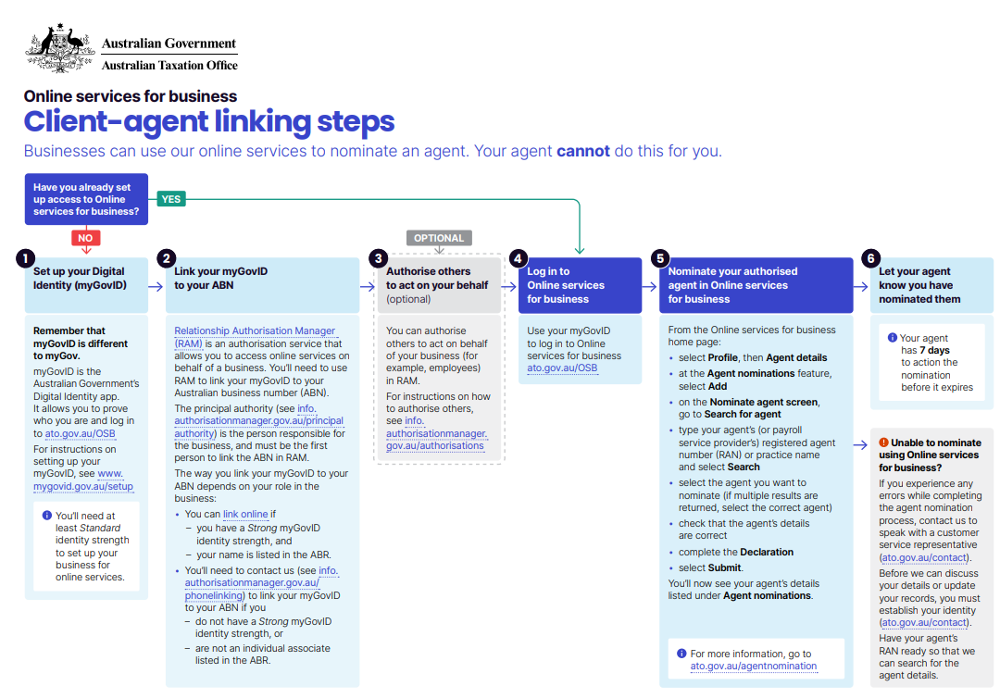 Australian Government
Australian Taxation Office
Online services for business
Client-agent linking steps
Businesses can use our online services to nominate an agent. Your agent cannot do this for you.
Have you already set
up access to Online
services for business?
YES
NO
OPTIONAL
1
Set up your Digital
Identity (myGovID)
Remember that
myGovID is different
to myGov.
myGovID is the
Australian Government's
Digital Identity app.
It allows you to prove
who you are and log in
to ato.gov.au/OSB
For instructions on
setting up your
myGovID, see www.
mygovid.gov.au/setup
You'll need at
least Standard
identity strength
to set up your
business for
online services.
2
Link your myGovID
to your ABN
Relationship Authorisation Manager
(RAM) is an authorisation service that
allows you to access online services on
behalf of a business. You'll need to use
RAM to link your myGovID to your
Australian business number (ABN).
The principal authority (see info.
authorisationmanager.gov.au/principal
authority) is the person responsible for
the business, and must be the first
person to link the ABN in RAM.
The way you link your myGovID to your
ABN depends on your role in the
business:
• You can link online if
– you have a Strong myGovID
identity strength, and
– your name is listed in the ABR.
• You'll need to contact us (see info.
authorisationmanager.gov.au/
phonelinking) to link your myGovID
to your ABN if you
– do not have a Strong myGovID
identity strength, or
– are not an individual associate
listed in the ABR.
3
Authorise others
to act on your behalf
(optional)
You can authorise
others to act on behalf
of your business (for
example, employees)
in RAM.
For instructions on how
to authorise others,
see info.
authorisationmanager.
gov.au/authorisations
4
Log in to
Online services
for business
Use your myGovID
to log in to Online
services for business
ato.gov.au/OSB
5
Nominate your authorised
agent in Online services
for business
From the Online services for business
home page:
• select Profile, then Agent details
• at the Agent nominations feature,
select Add
• on the Nominate agent screen,
go to Search for agent
• type your agent's (or payroll
service provider's) registered agent
number (RAN) or practice name
and select Search
• select the agent you want to
nominate (if multiple results are
returned, select the correct agent)
• check that the agent's details
are correct
• complete the Declaration
• select Submit.
You'll now see your agent's details
listed under Agent nominations.
For more information, go to
ato.gov.au/agentnomination
6
Let your agent
know you have
nominated them
Your agent
has 7 days
to action the
nomination
before it expires
Unable to nominate
using Online services
for business?
If you experience any
errors while completing
the agent nomination
process, contact us to
speak with a customer
service representative
(ato.gov.au/contact).
Before we can discuss
your details or update
your records, you must
establish your identity
(ato.gov.au/contact).
Have your agent's
RAN ready so that we
can search for the
agent details.